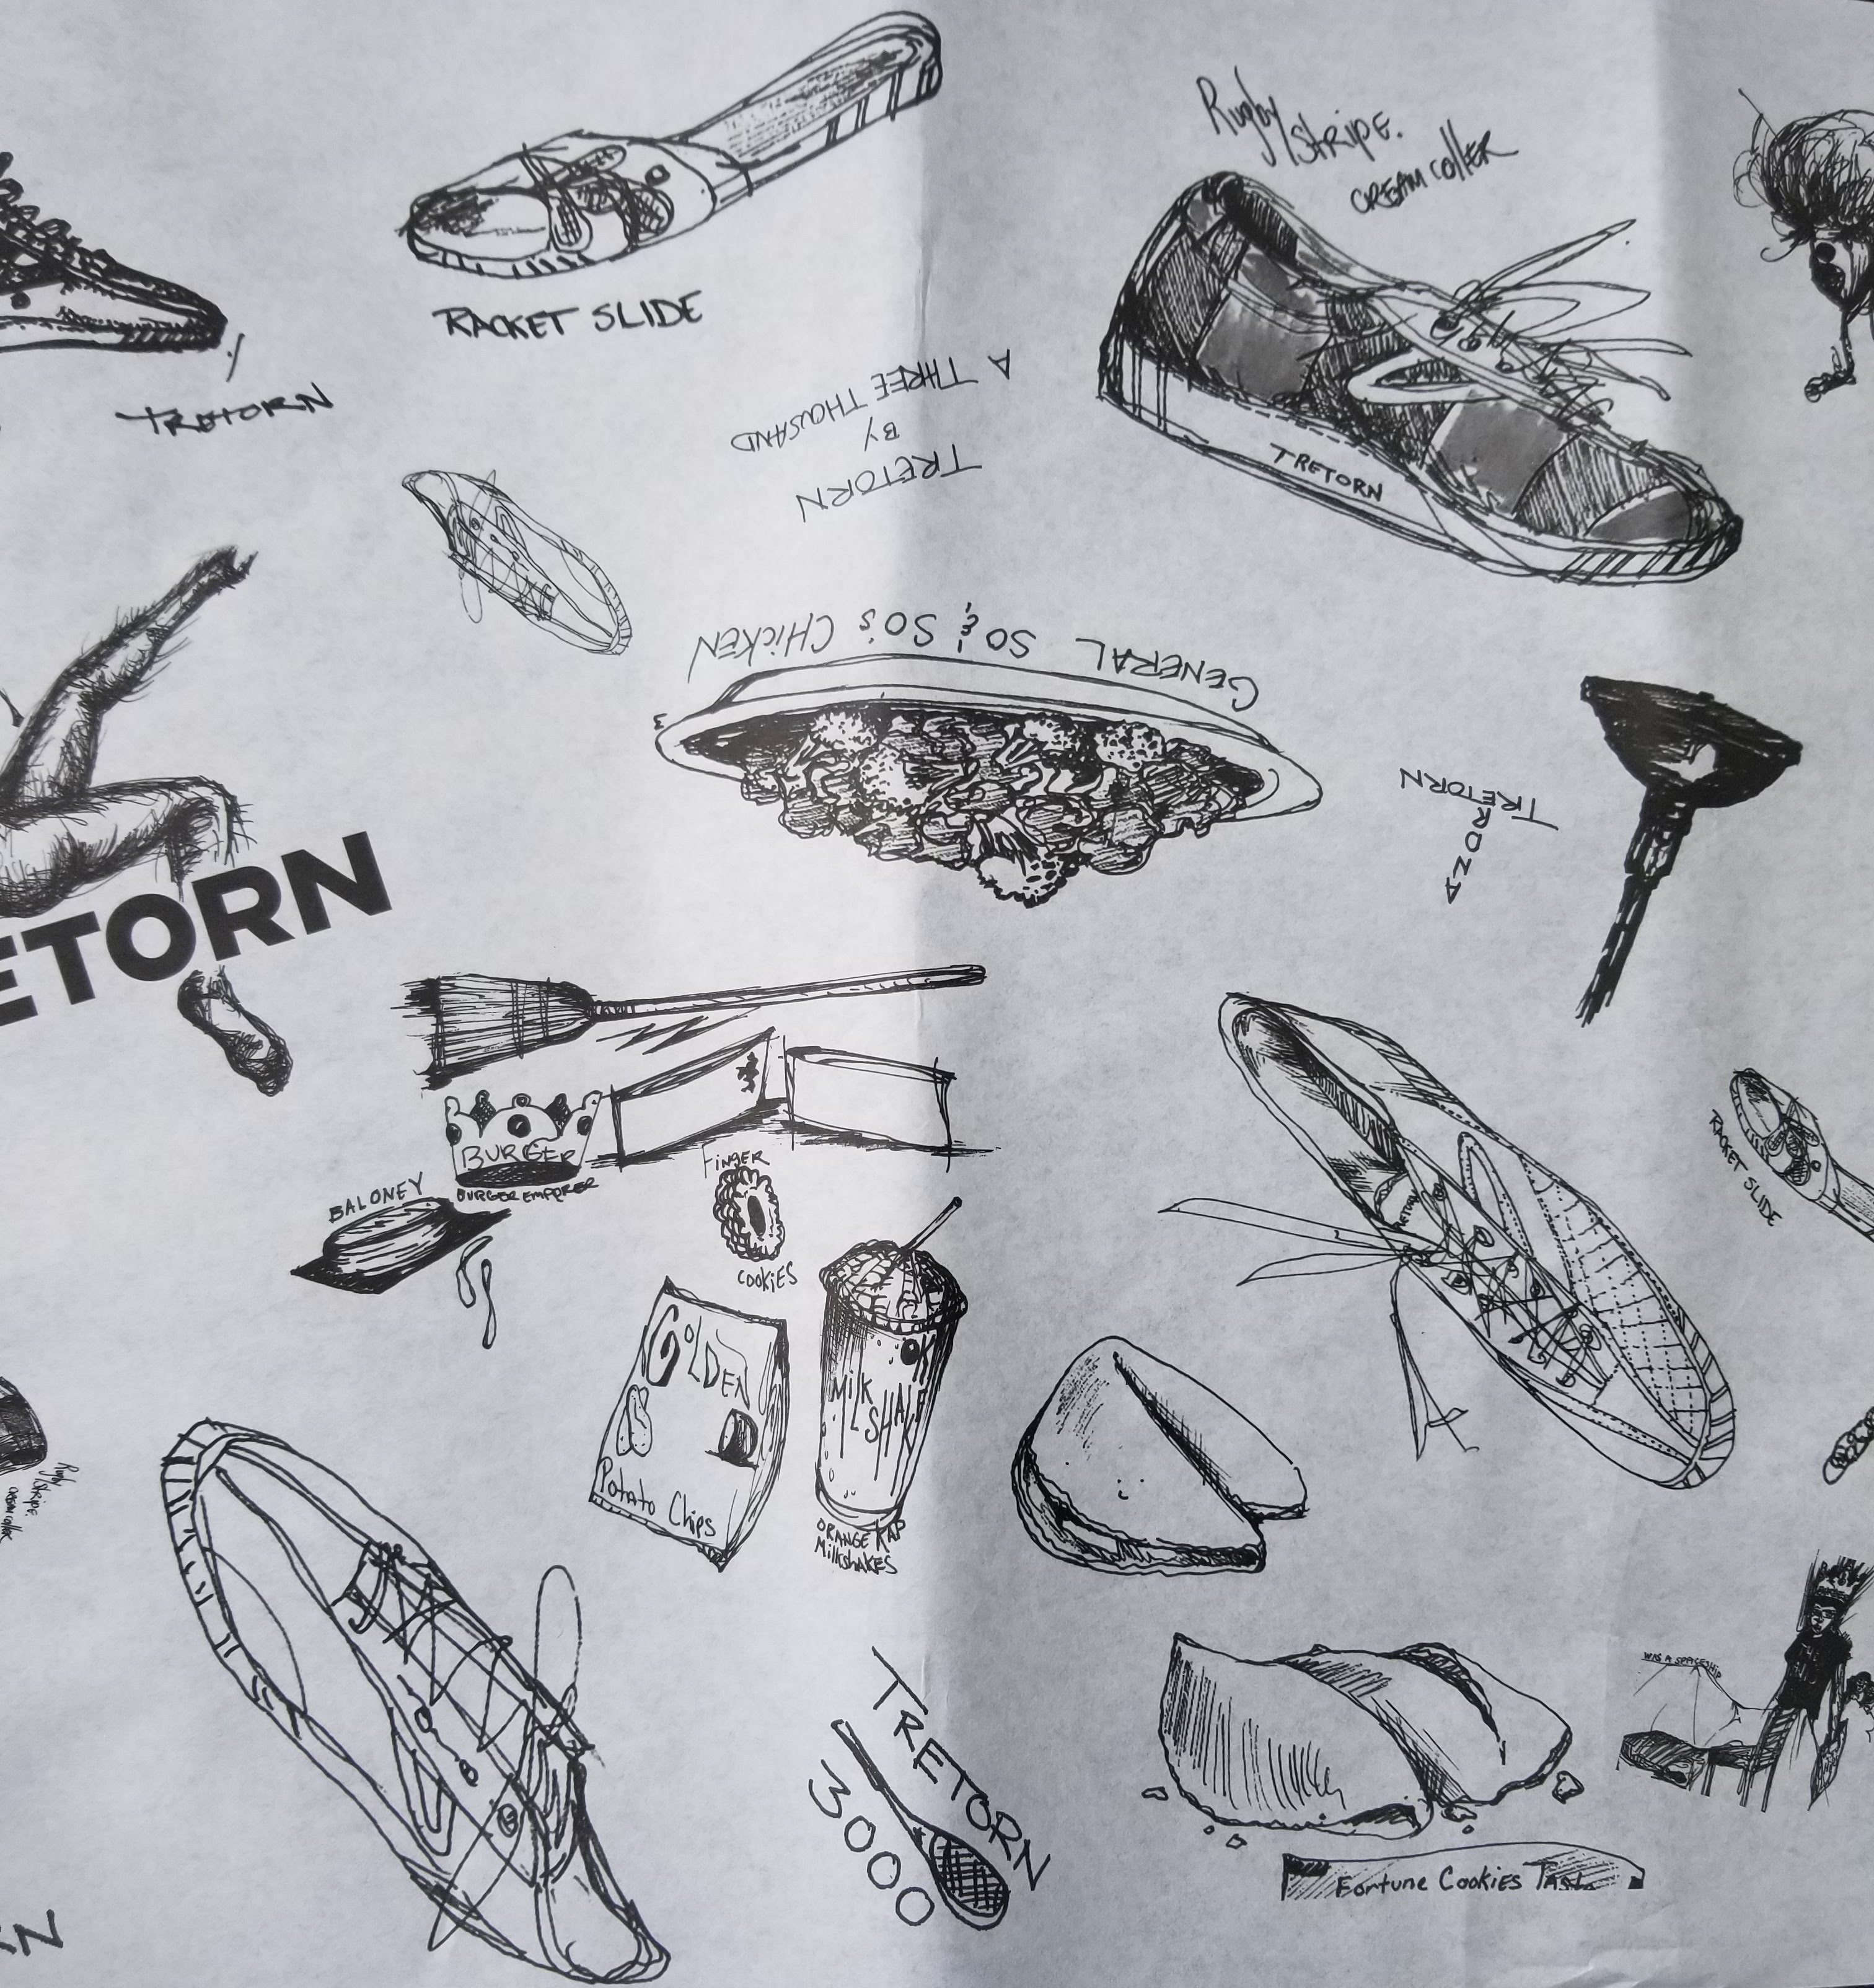 Rugby
Stripe.
CREAM COllER
RACKET SLIDE
TRETORN
TRETORN
BY
A THREE THOUSAND
TRETORN
GENERAL SO & SO's CHiCKEN
TRETORN
TRETORN
ETORN
BURGER
BURGER EMPERER
BALONEY
FiNGER
COOKiES
RACKET SLIDE
TRETORN
GOLDEN
Potato Chips
OK
MilK
SHAKE
ORANGE KAP
MilkSHAKES
Rugby
Stripe.
CREAM COllER
WAS A SPACESHIP
TRETORN
3000
Fortune Cookies